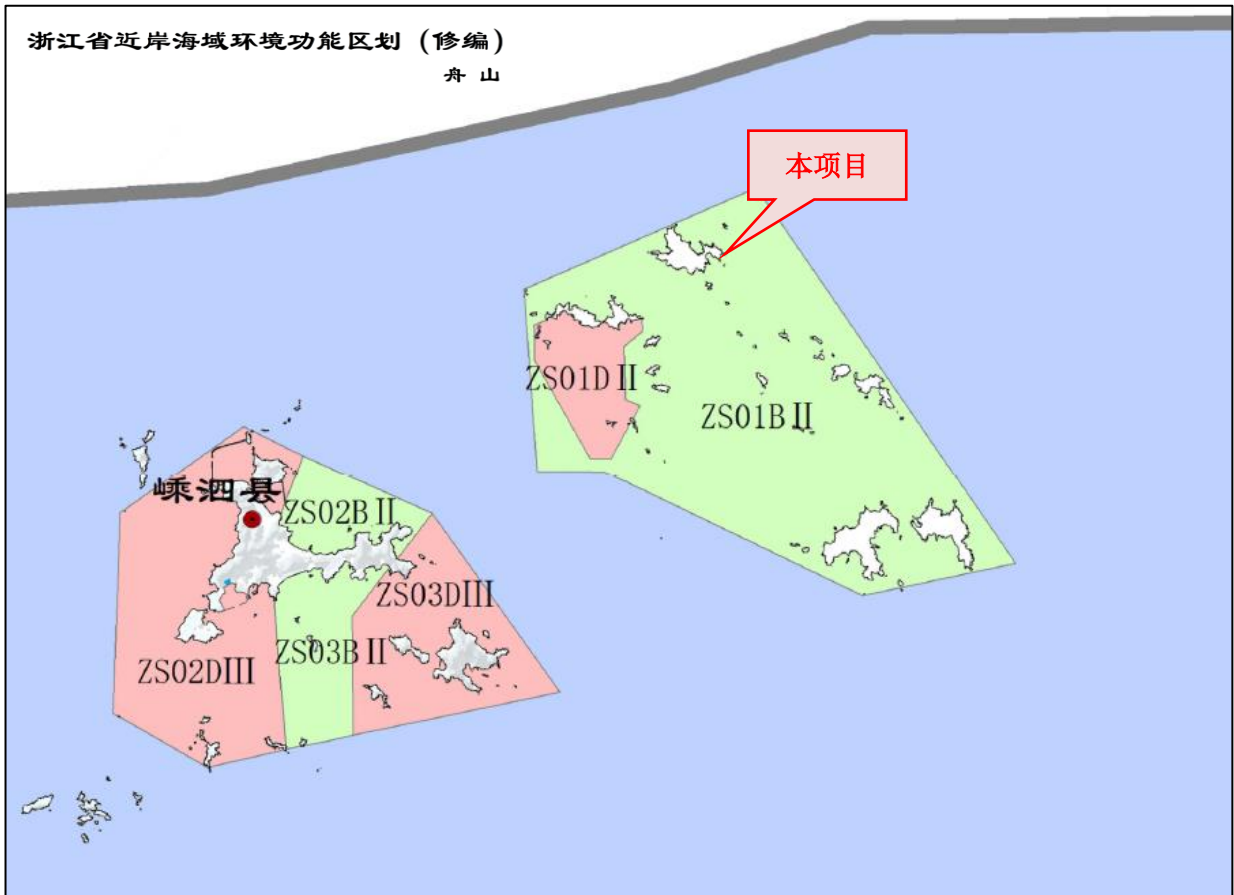 浙江省近岸海域环境功能区划（修编）
舟山
本项目
ZS01DⅡ
ZS01BⅡ
嵊泗县
ZS02BⅡ
ZS03DⅢ
ZS03BⅡ
ZS02DⅢ